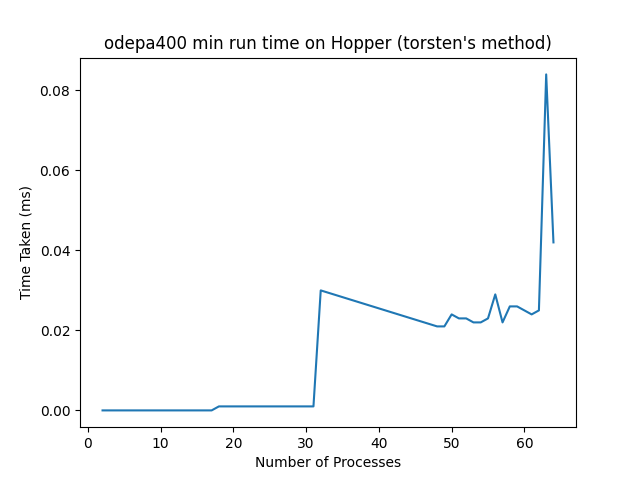 odepa400 min run time on Hopper (torsten's method)
0.08
0.06
0.04
0.02
0.00
Time Taken (ms)
0 10 20 30 40 50 60
Number of Processes